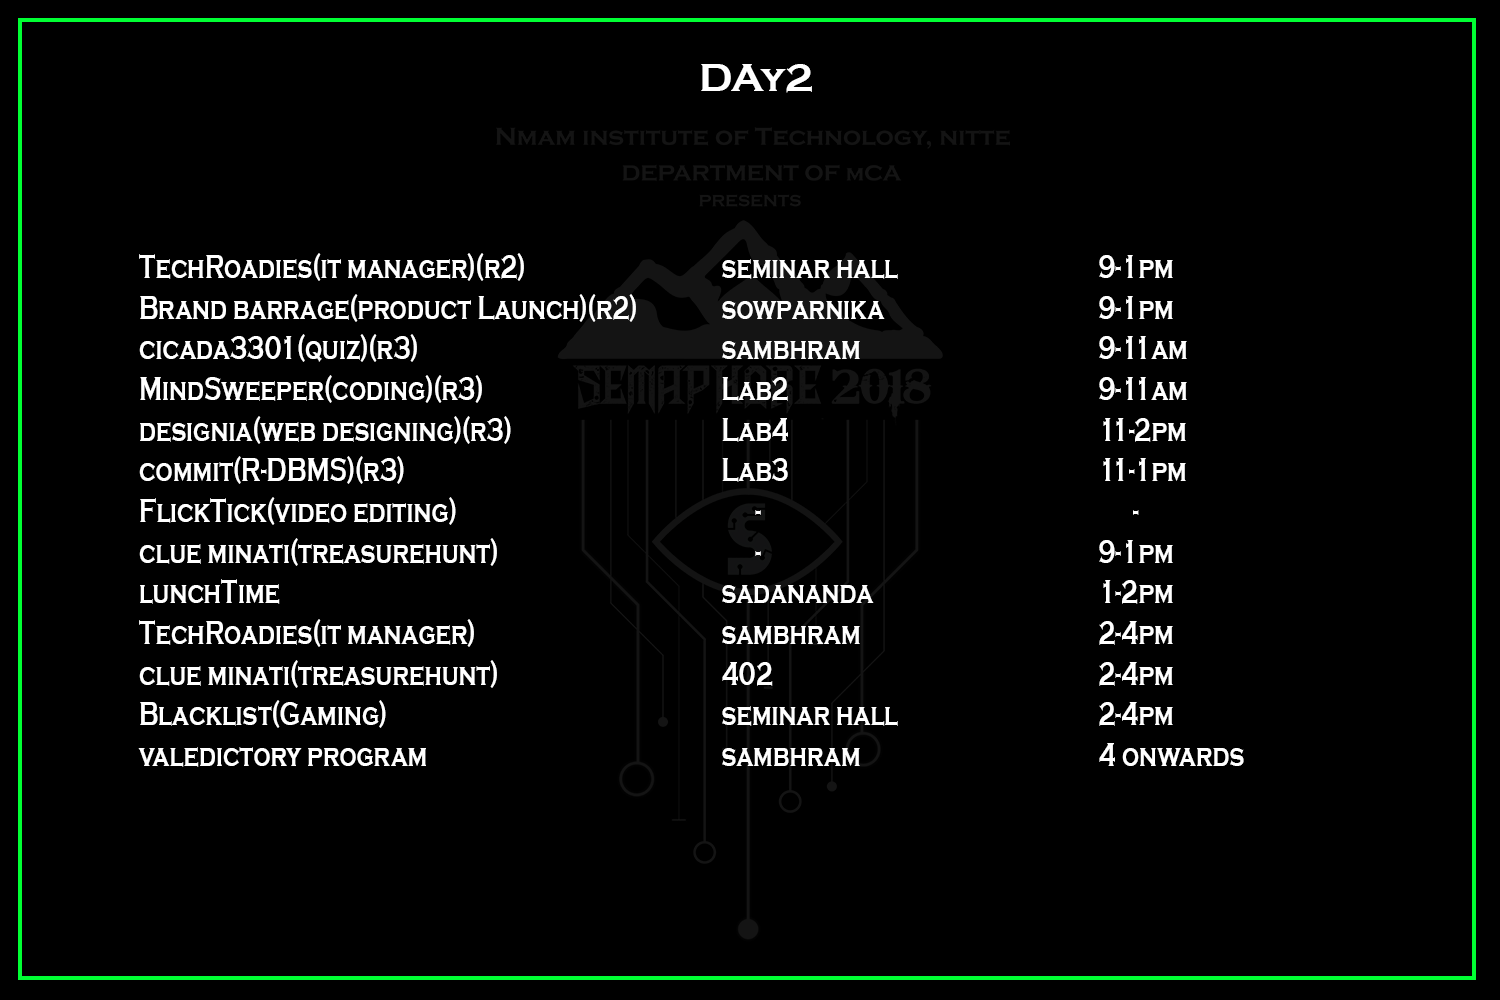 DAy2
Nmam institute of Technology, nitte
DEPARTMENT OF mCA
PRESENTS
TechRoadies(it manager)(r2) seminar hall 9-1pm
Brand barrage(product Launch)(r2) sowparnika 9-1pm
cicada3301(quiz)(r3) sambhram 9-11am
SEMAPHORE 2018
MindSweeper(coding)(r3) Lab2 9-11am
designia(web designing)(r3) Lab4 11-2pm
commit(R-DBMS)(r3) Lab3 11-1pm
FlickTick(video editing) - -
S
clue minati(treasurehunt) - 9-1pm
lunchTime sadananda 1-2pm
TechRoadies(it manager) sambhram 2-4pm
clue minati(treasurehunt) 402 2-4pm
Blacklist(Gaming) seminar hall 2-4pm
valedictory program sambhram 4 onwards